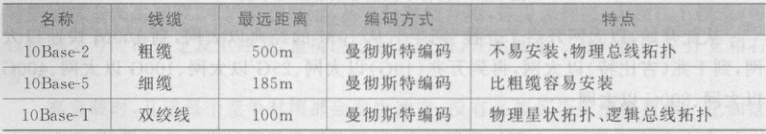 名称 线缆 最远距离 编码方式 特点
10Base-2 粗缆 500m 曼彻斯特编码 不易安装,物理总线拓扑
10Base-5 细缆 185m 曼彻斯特编码 比粗缆容易安装
10Base-T 双绞线 100m 曼彻斯特编码 物理星状拓扑、逻辑总线拓扑